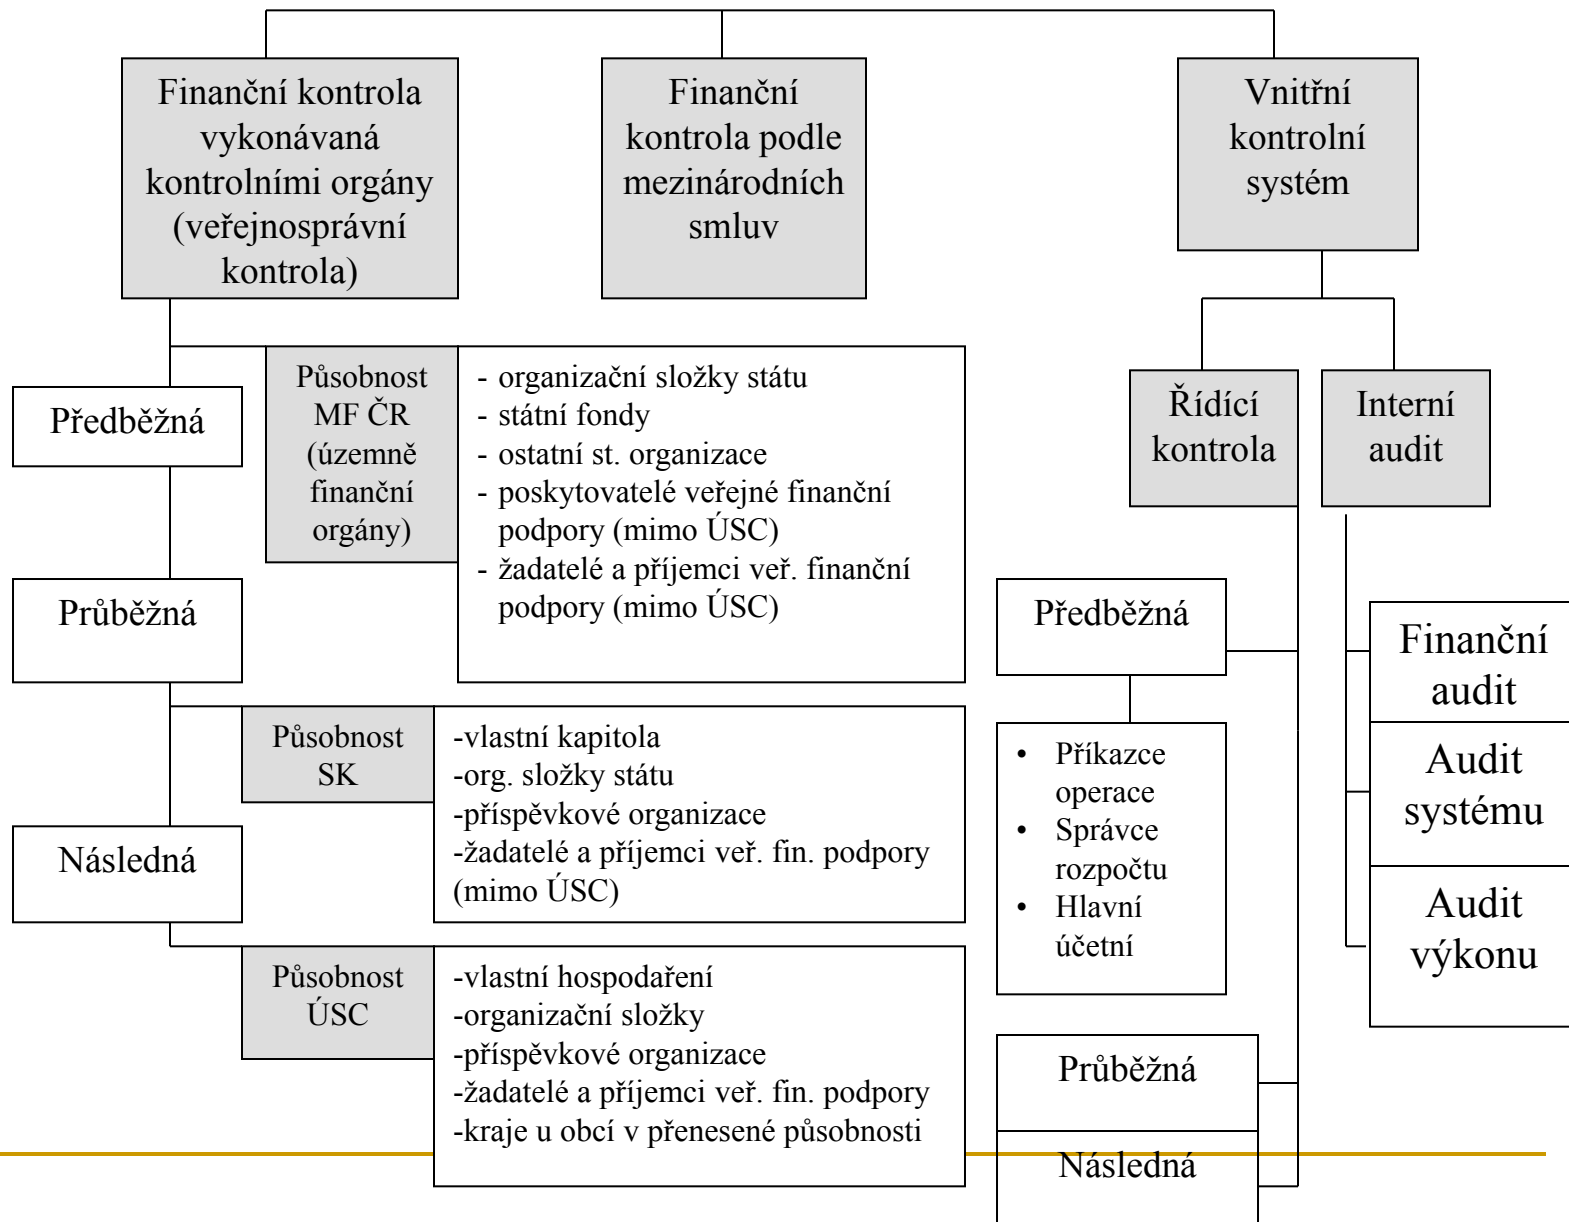 Finanční kontrola
vykonávaná
kontrolními orgány
(veřejnosprávní
kontrola)
Finanční
kontrola podle
mezinárodních
smluv
Vnitřní
kontrolní
systém
Předběžná
Průběžná
Následná
Působnost
MF ČR
(územně
finanční
orgány)
- organizační složky státu
- státní fondy
- ostatní st. organizace
- poskytovatelé veřejné finanční
podpory (mimo ÚSC)
- žadatelé a příjemci veř. finanční
podpory (mimo ÚSC)
Působnost
SK
-vlastní kapitola
-org. složky státu
-příspěvkové organizace
-žadatelé a příjemci veř. fin. podpory
(mimo ÚSC)
Působnost
ÚSC
-vlastní hospodaření
-organizační složky
-příspěvkové organizace
-žadatelé a příjemci veř. fin. podpory
-kraje u obcí v přenesené působnosti
Řídící
kontrola
Interní
audit
Předběžná
• Příkazce
operace
• Správce
rozpočtu
• Hlavní
účetní
Průběžná
Následná
Finanční
audit
Audit
systému
Audit
výkonu